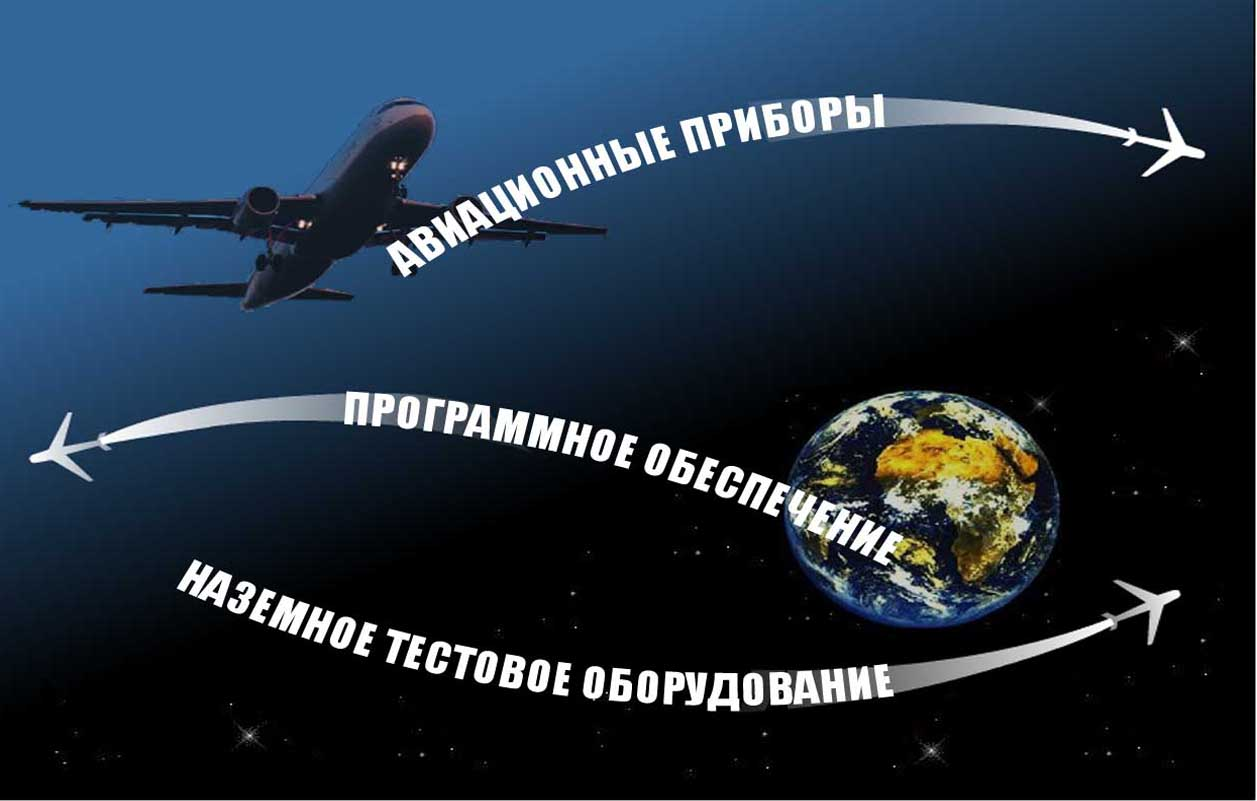 АВИАЦИОННЫЕ ПРИБОРЫ
ПРОГРАММНОЕ ОБЕСПЕЧЕНИЕ
НАЗЕМНОЕ ТЕСТОВОЕ ОБОРУДОВАНИЕ